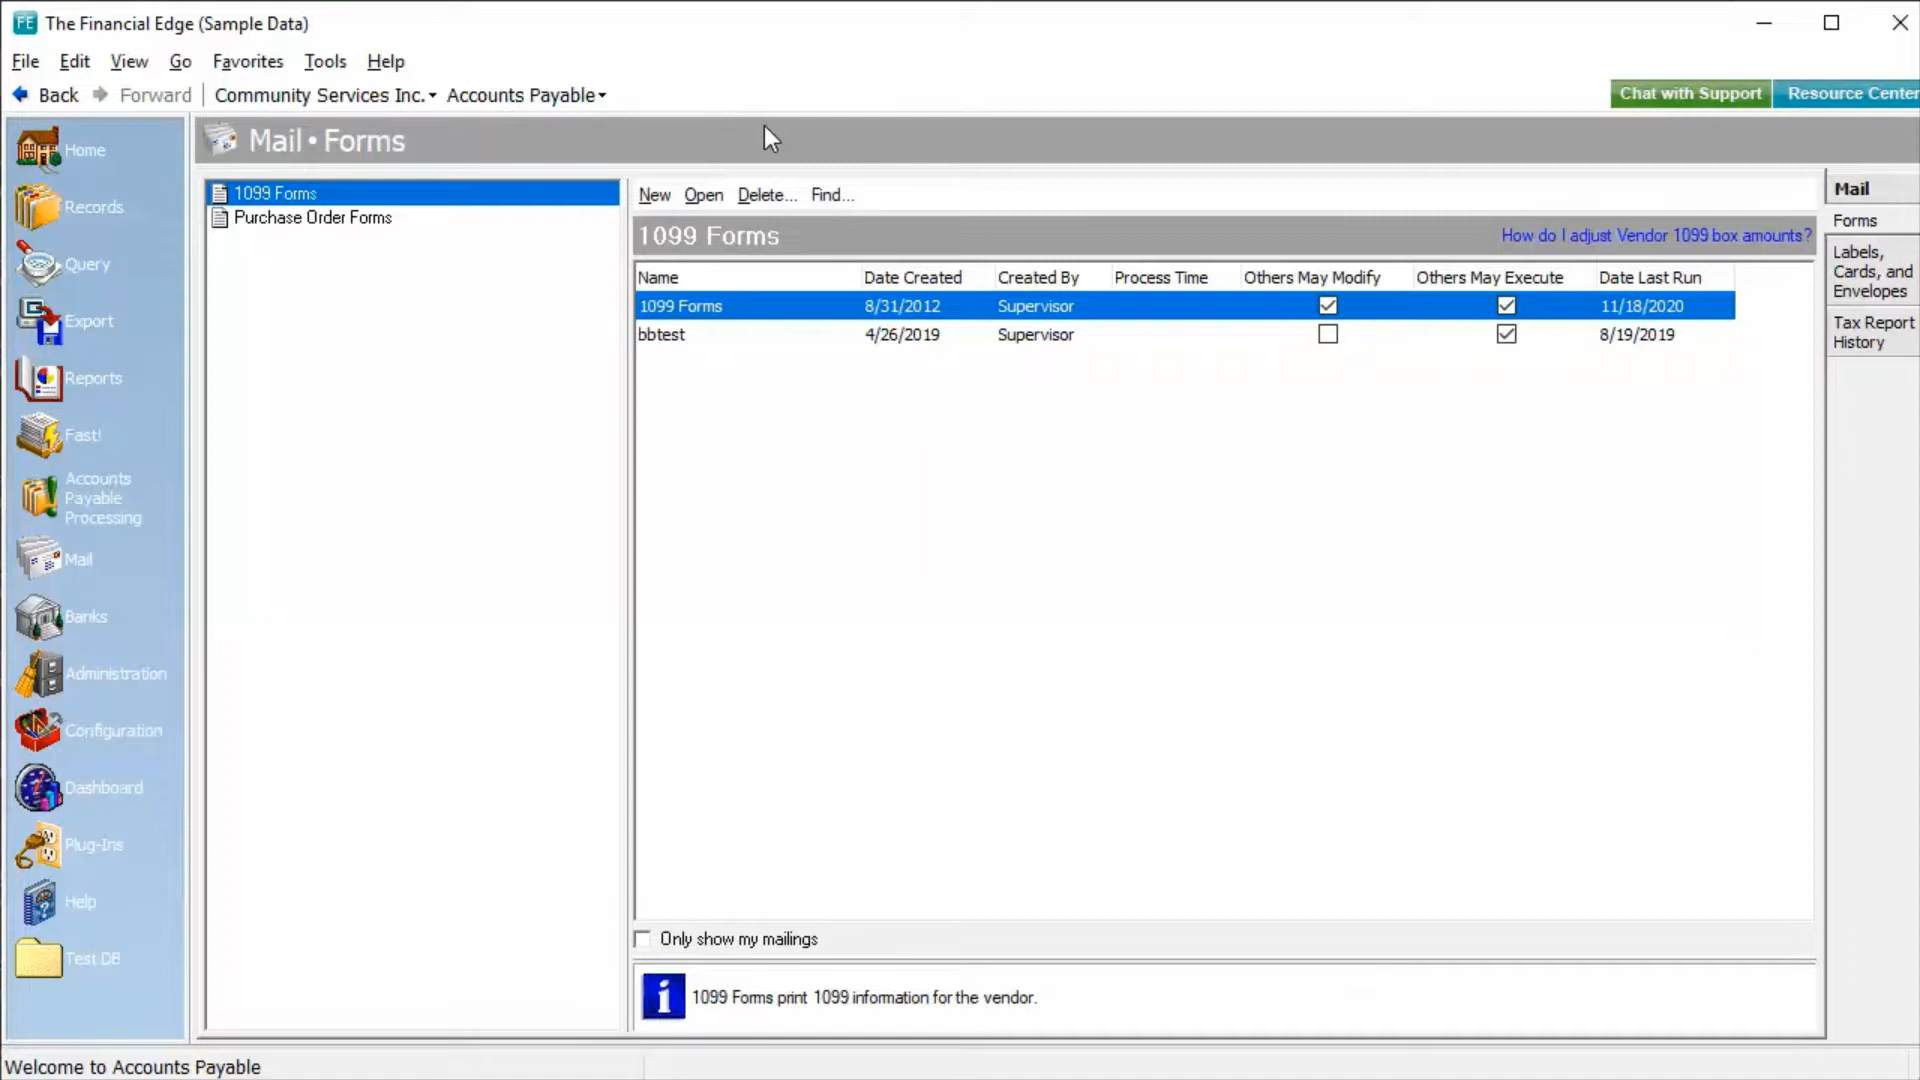 FE The Financial Edge (Sample Data)
File Edit View Go Favorites Tools Help
Back Forward Community Services Inc. Accounts Payable
Chat with Support Resource Center
Home
Records
Query
Export
Reports
Fast!
Accounts
Payable
Processing
Mail
Banks
Administration
Configuration
Dashboard
Plug-Ins
Help
Test DB
Mail • Forms
1099 Forms
Purchase Order Forms
New Open Delete... Find...
1099 Forms How do I adjust Vendor 1099 box amounts?
Name Date Created Created By Process Time Others May Modify Others May Execute Date Last Run
1099 Forms 8/31/2012 Supervisor 11/18/2020
bbtest 4/26/2019 Supervisor 8/19/2019
Only show my mailings
1099 Forms print 1099 information for the vendor.
Mail
Forms
Labels,
Cards, and
Envelopes
Tax Report
History
Welcome to Accounts Payable